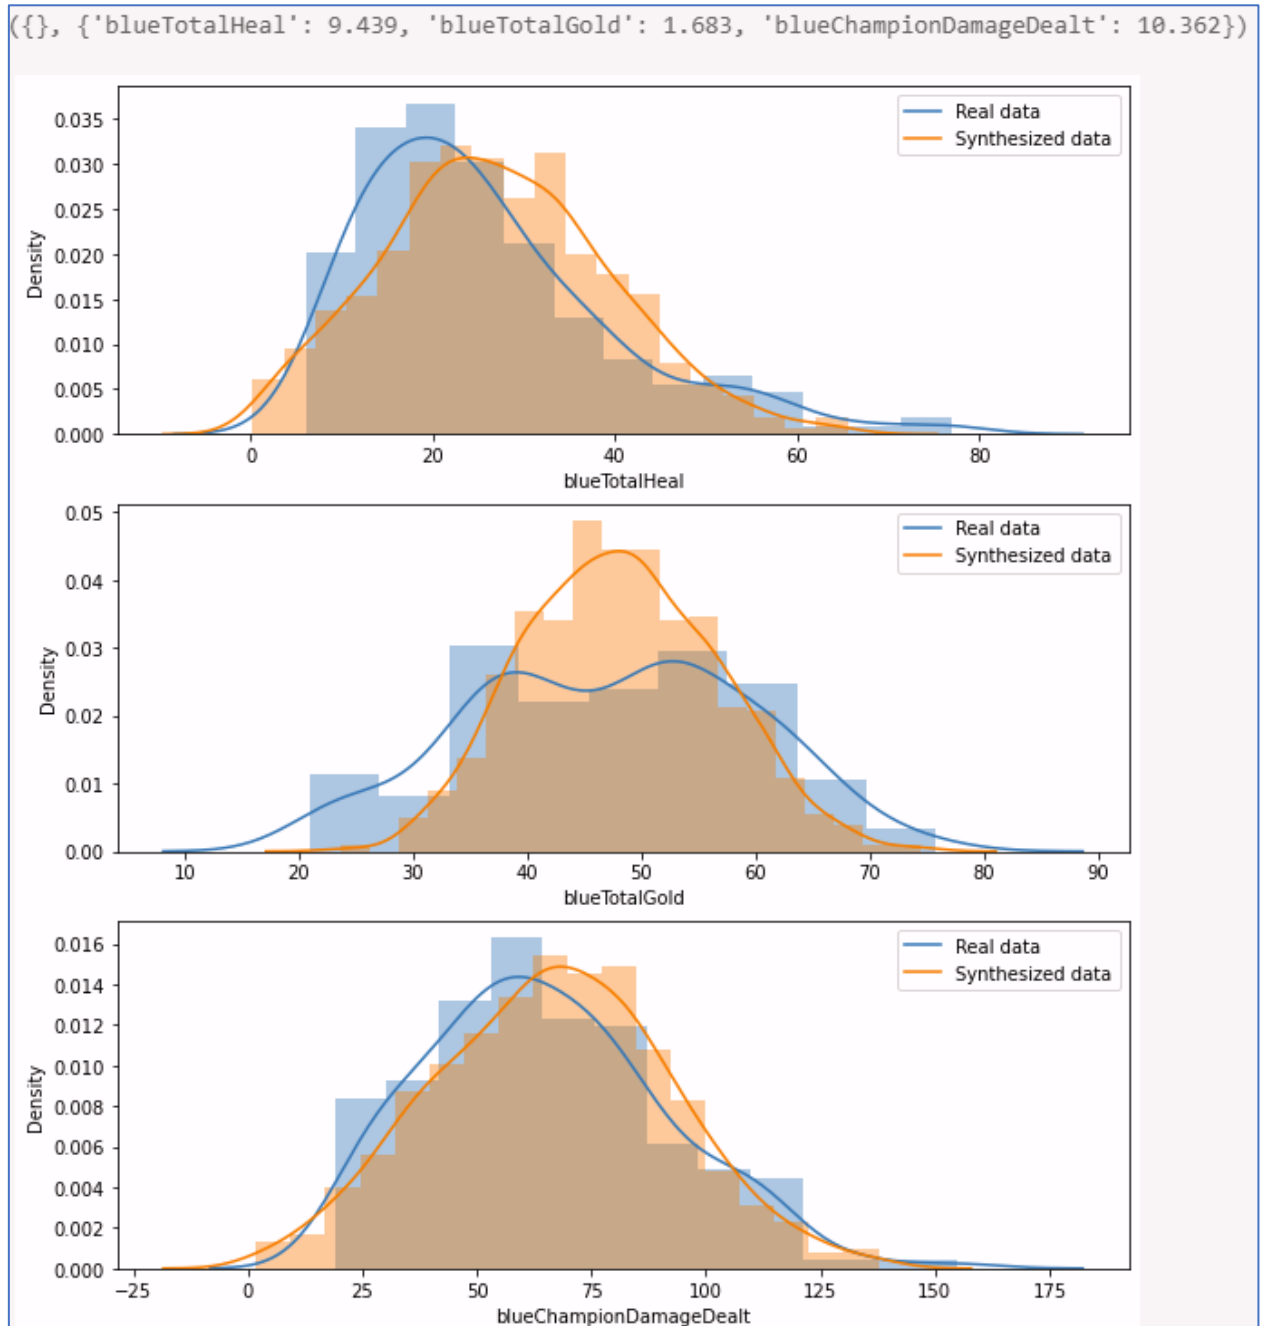 ({}, {'blueTotalHeal': 9.439, 'blueTotalGold': 1.683, 'blueChampionDamageDealt': 10.362})
Real data
Synthesized data
0.035
0.030
0.025
0.020
0.015
0.010
0.005
0.000
Density
0 20 40 60 80
blueTotalHeal
Real data
Synthesized data
0.05
0.04
0.03
0.02
0.01
0.00
Density
10 20 30 40 50 60 70 80 90
blueTotalGold
Real data
Synthesized data
0.016
0.014
0.012
0.010
0.008
0.006
0.004
0.002
0.000
Density
−25 0 25 50 75 100 125 150 175
blueChampionDamageDealt